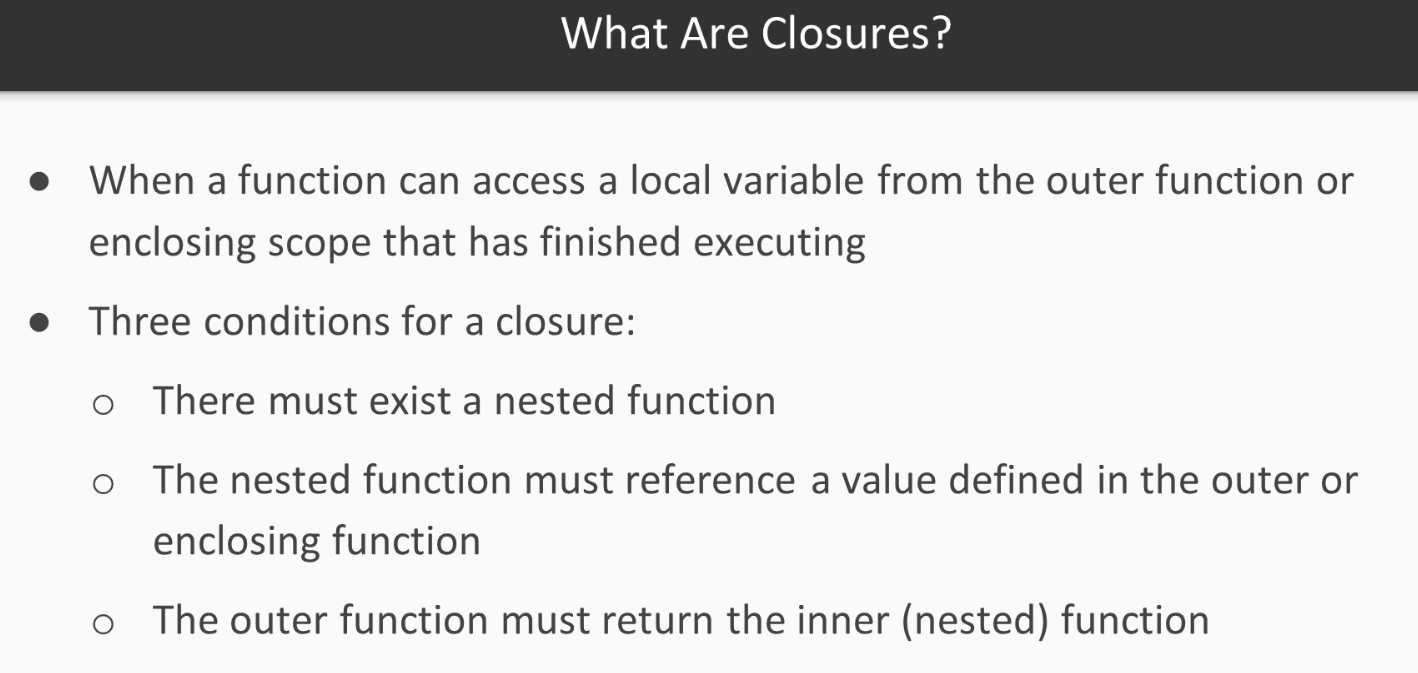 What Are Closures?
● When a function can access a local variable from the outer function or
enclosing scope that has finished executing
● Three conditions for a closure:
○ There must exist a nested function
○ The nested function must reference a value defined in the outer or
enclosing function
○ The outer function must return the inner (nested) function